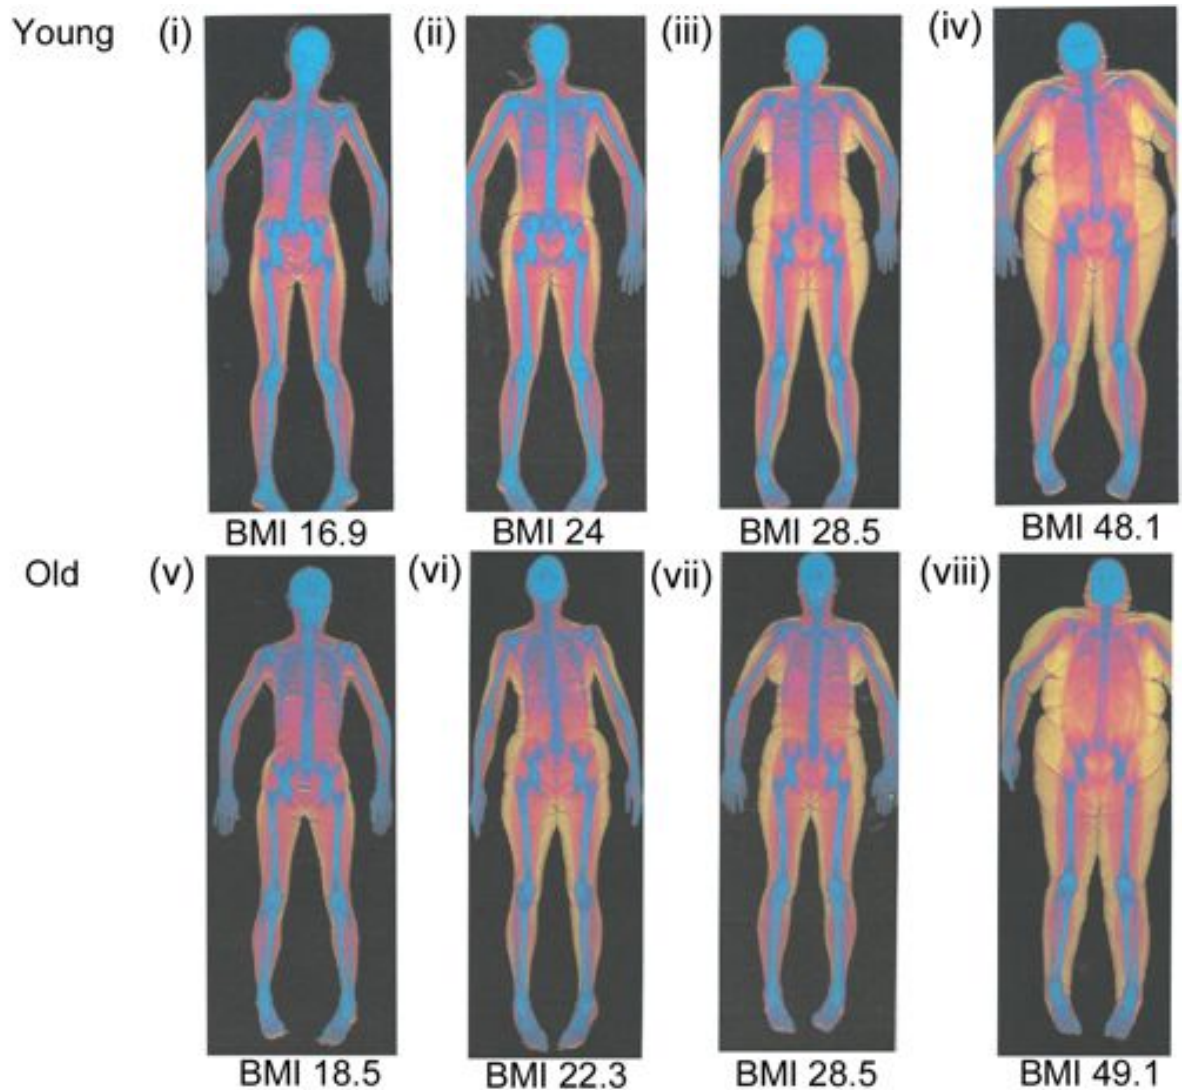 Young (i) (ii) (iii) (iv)
BMI 16.9 BMI 24 BMI 28.5 BMI 48.1
Old (v) (vi) (vii) (viii)
BMI 18.5 BMI 22.3 BMI 28.5 BMI 49.1